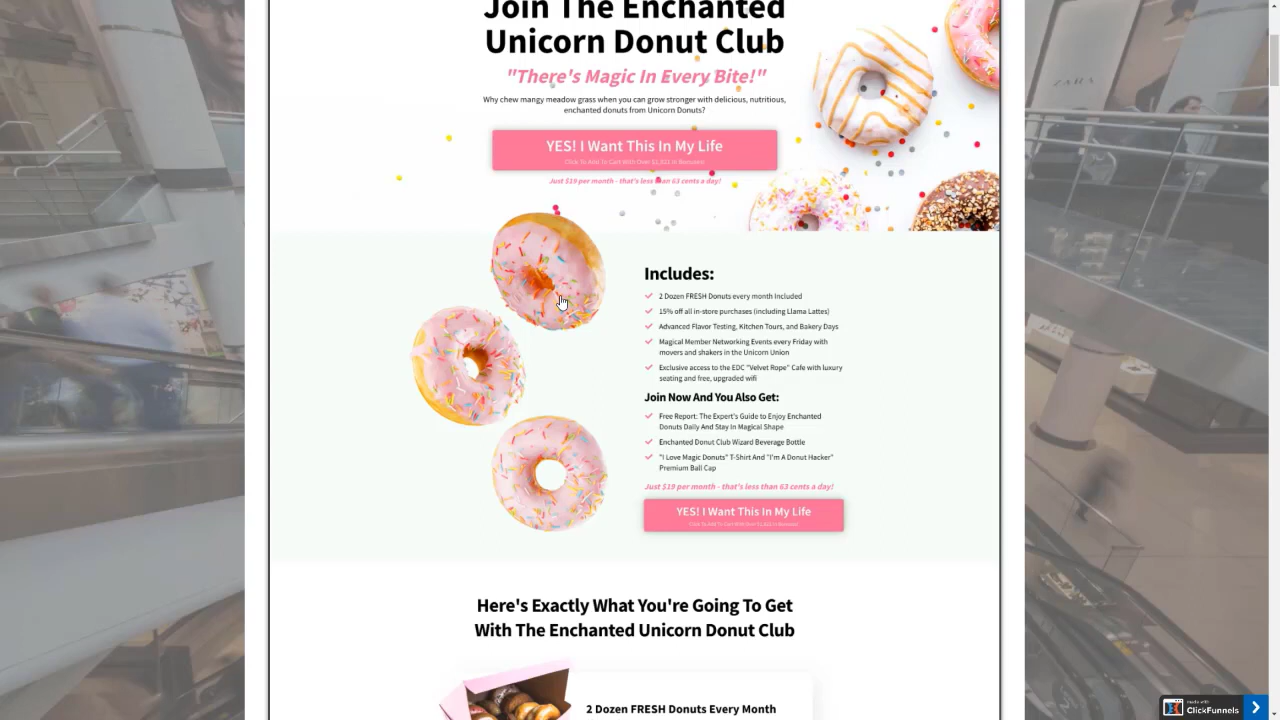 Join The Enchanted
Unicorn Donut Club
"There's Magic In Every Bite!"
Why chew mangy meadow grass when you can grow stronger with delicious, nutritious,
enchanted donuts from Unicorn Donuts?
YES! I Want This In My Life
Just $19 per month - that's less than 63 cents a day!
ZARA
Includes:
2 Dozen FRESH Donuts every month Included
15% off all in-store purchases (including Llama Lattes)
Advanced Flavor Testing, Kitchen Tours, and Bakery Days
Magical Member Networking Events every Friday with
movers and shakers in the Unicorn Union
Exclusive access to the EDC "Velvet Rope" Cafe with luxury
seating and free, upgraded wifi
Join Now And You Also Get:
Free Report: The Expert's Guide to Enjoy Enchanted
Donuts Daily And Stay In Magical Shape
Enchanted Donut Club Wizard Beverage Bottle
"I Love Magic Donuts" T-Shirt And "I'm A Donut Hacker"
Premium Ball Cap
Just $19 per month - that's less than 63 cents a day!
YES! I Want This In My Life
Here's Exactly What You're Going To Get
With The Enchanted Unicorn Donut Club
2 Dozen FRESH Donuts Every Month
made with
ClickFunnels